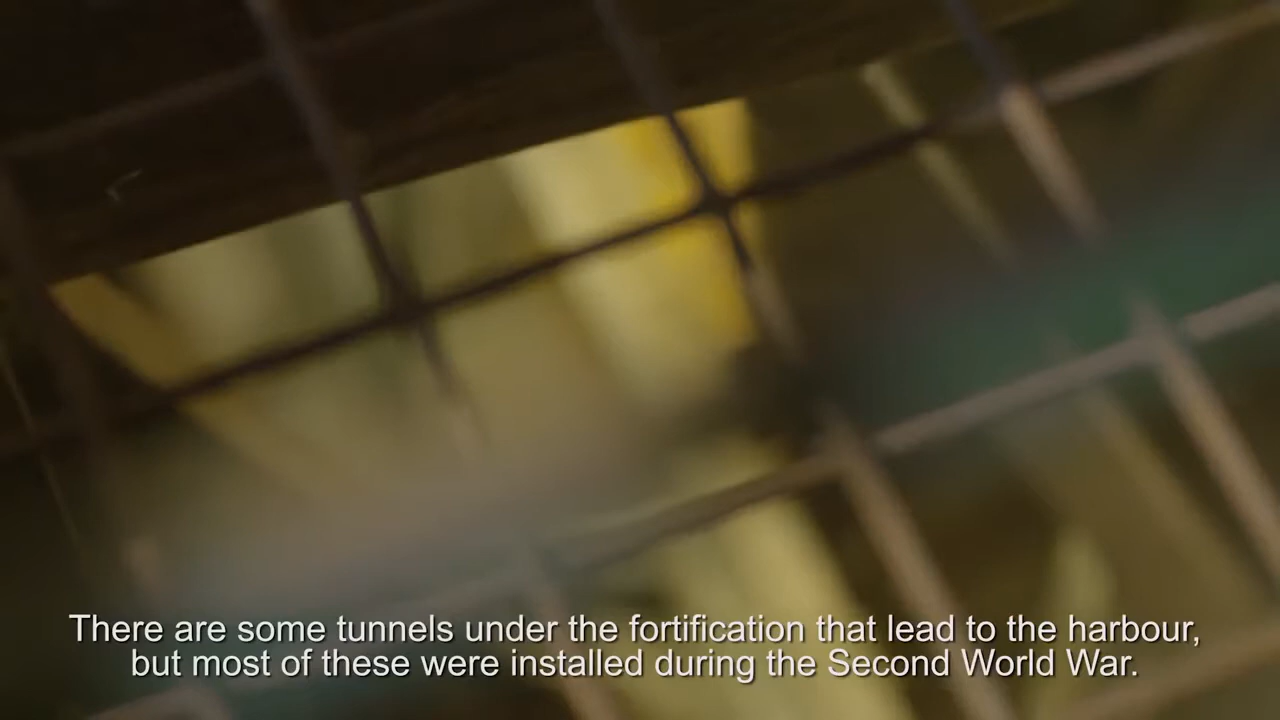 There are some tunnels under the fortification that lead to the harbour,
but most of these were installed during the Second World War.